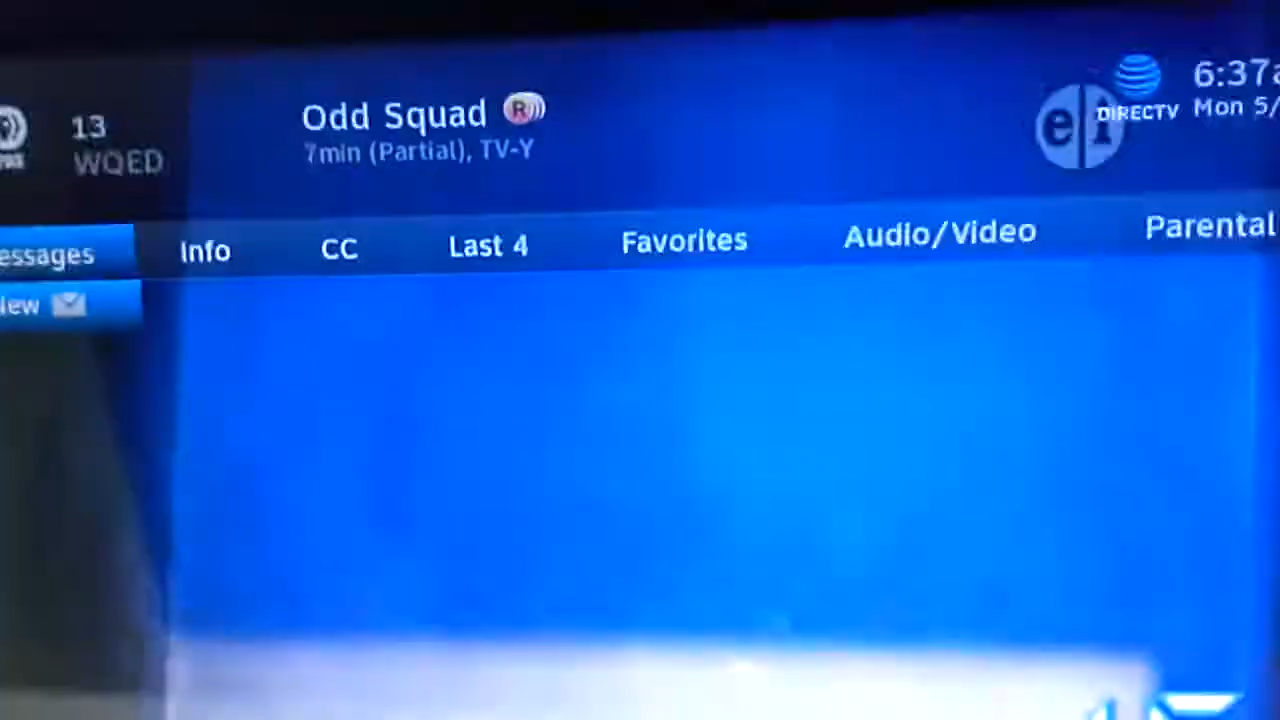 Odd Squad R
6:37a
13
DIRECTV
Mon 5/
e/i
WQED
7min (Partial), TV-Y
essages
Info
CC
Last 4
Favorites
Audio/Video
Parental
iew